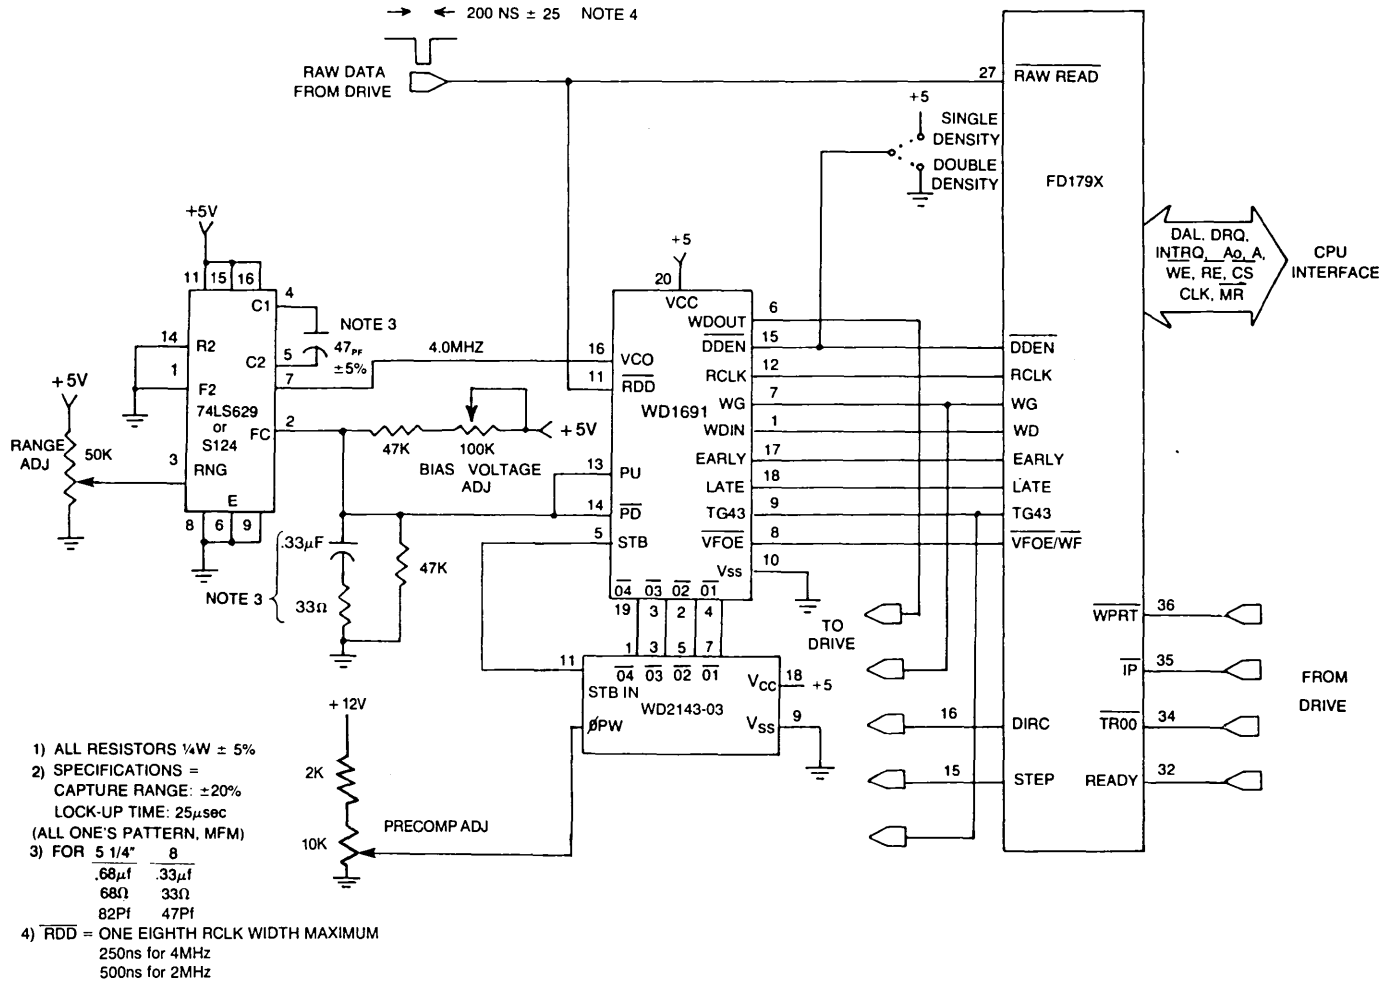 200 NS ± 25 NOTE 4
RAW DATA
FROM DRIVE
27
RAW READ
+5
SINGLE
DENSITY
DOUBLE
DENSITY
FD179X
DAL, DRQ,
INTRQ, Ao, A,
WE, RE, CS
CLK, MR
CPU
INTERFACE
+5V
11 15 16
4
C1
NOTE 3
47PF
±5%
5
C2
14
R2
1
F2
7
4.0MHZ
74LS629
or
S124
2
FC
3
RNG
E
8 6 9
+5V
RANGE
ADJ
50K
47K
100K
+5V
BIAS VOLTAGE
ADJ
.33µF
33Ω
NOTE 3
47K
+5
20
VCC
WD1691
16
VCO
11
RDD
13
PU
14
PD
5
STB
WDOUT
6
DDEN
15
RCLK
12
WG
7
WDIN
1
EARLY
17
LATE
18
TG43
9
VFOE
8
Vss
10
04 03 02 01
19 3 2 4
1 3 5 7
04 03 02 01
11
STB IN
WD2143-03
ØPW
VCC
18
+5
VSS
9
DDEN
RCLK
WG
WD
EARLY
LATE
TG43
VFOE/WF
TO
DRIVE
16
DIRC
15
STEP
WPRT
36
IP
35
TR00
34
READY
32
FROM
DRIVE
+12V
2K
10K
PRECOMP ADJ
1) ALL RESISTORS ¼W ± 5%
2) SPECIFICATIONS =
CAPTURE RANGE: ±20%
LOCK-UP TIME: 25µsec
(ALL ONE'S PATTERN, MFM)
3) FOR 5 1/4" 8
.68µf .33µf
68Ω 33Ω
82Pf 47Pf
4) RDD = ONE EIGHTH RCLK WIDTH MAXIMUM
250ns for 4MHz
500ns for 2MHz